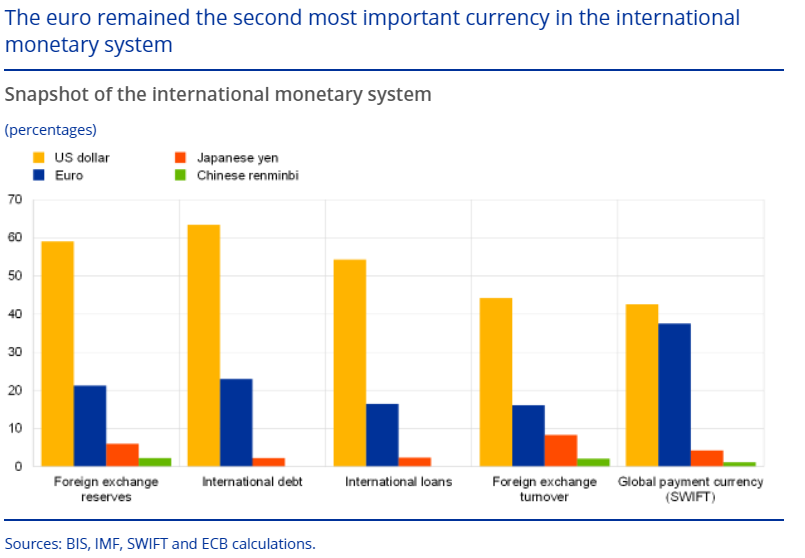 The euro remained the second most important currency in the international
monetary system
Snapshot of the international monetary system
(percentages)
US dollar
Japanese yen
Euro
Chinese renminbi
70
60
50
40
30
20
10
0
Foreign exchange
reserves
International debt
International loans
Foreign exchange
turnover
Global payment currency
(SWIFT)
Sources: BIS, IMF, SWIFT and ECB calculations.